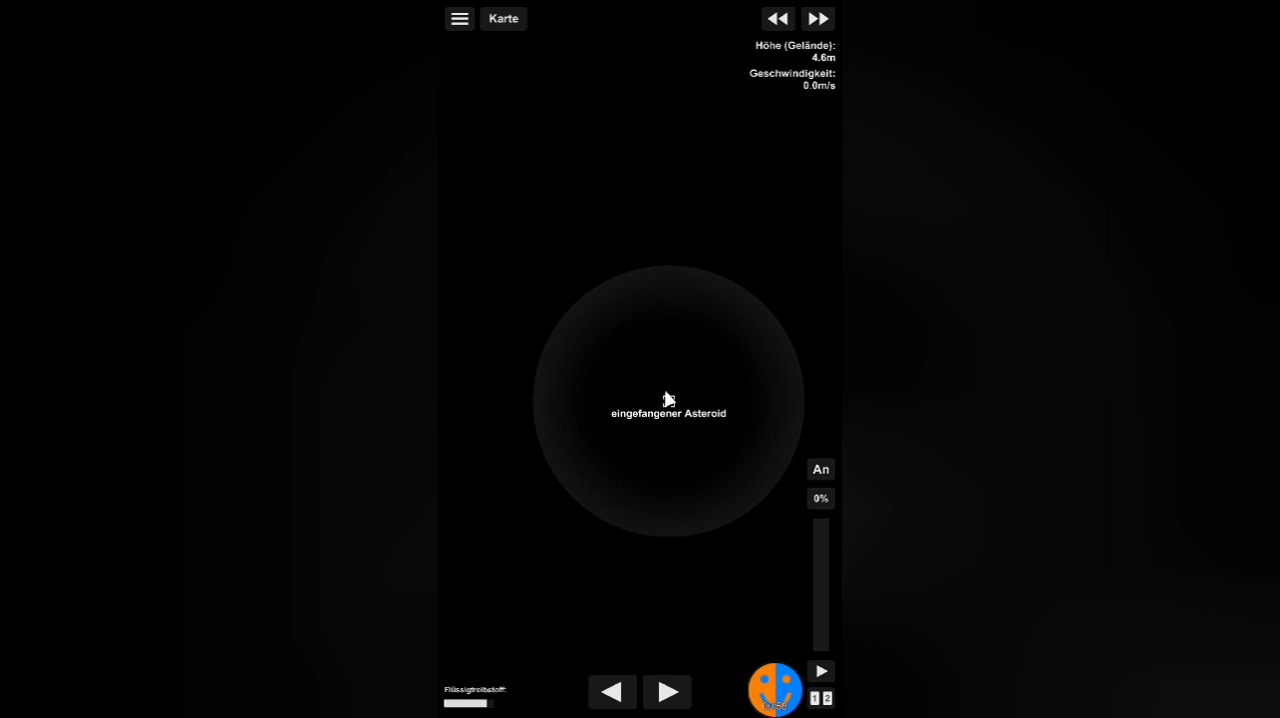 Karte
Höhe (Gelände):
4.6m
Geschwindigkeit:
0.0m/s
eingefangener Asteroid
An
0%
Flüssigtreibstoff:
1 2